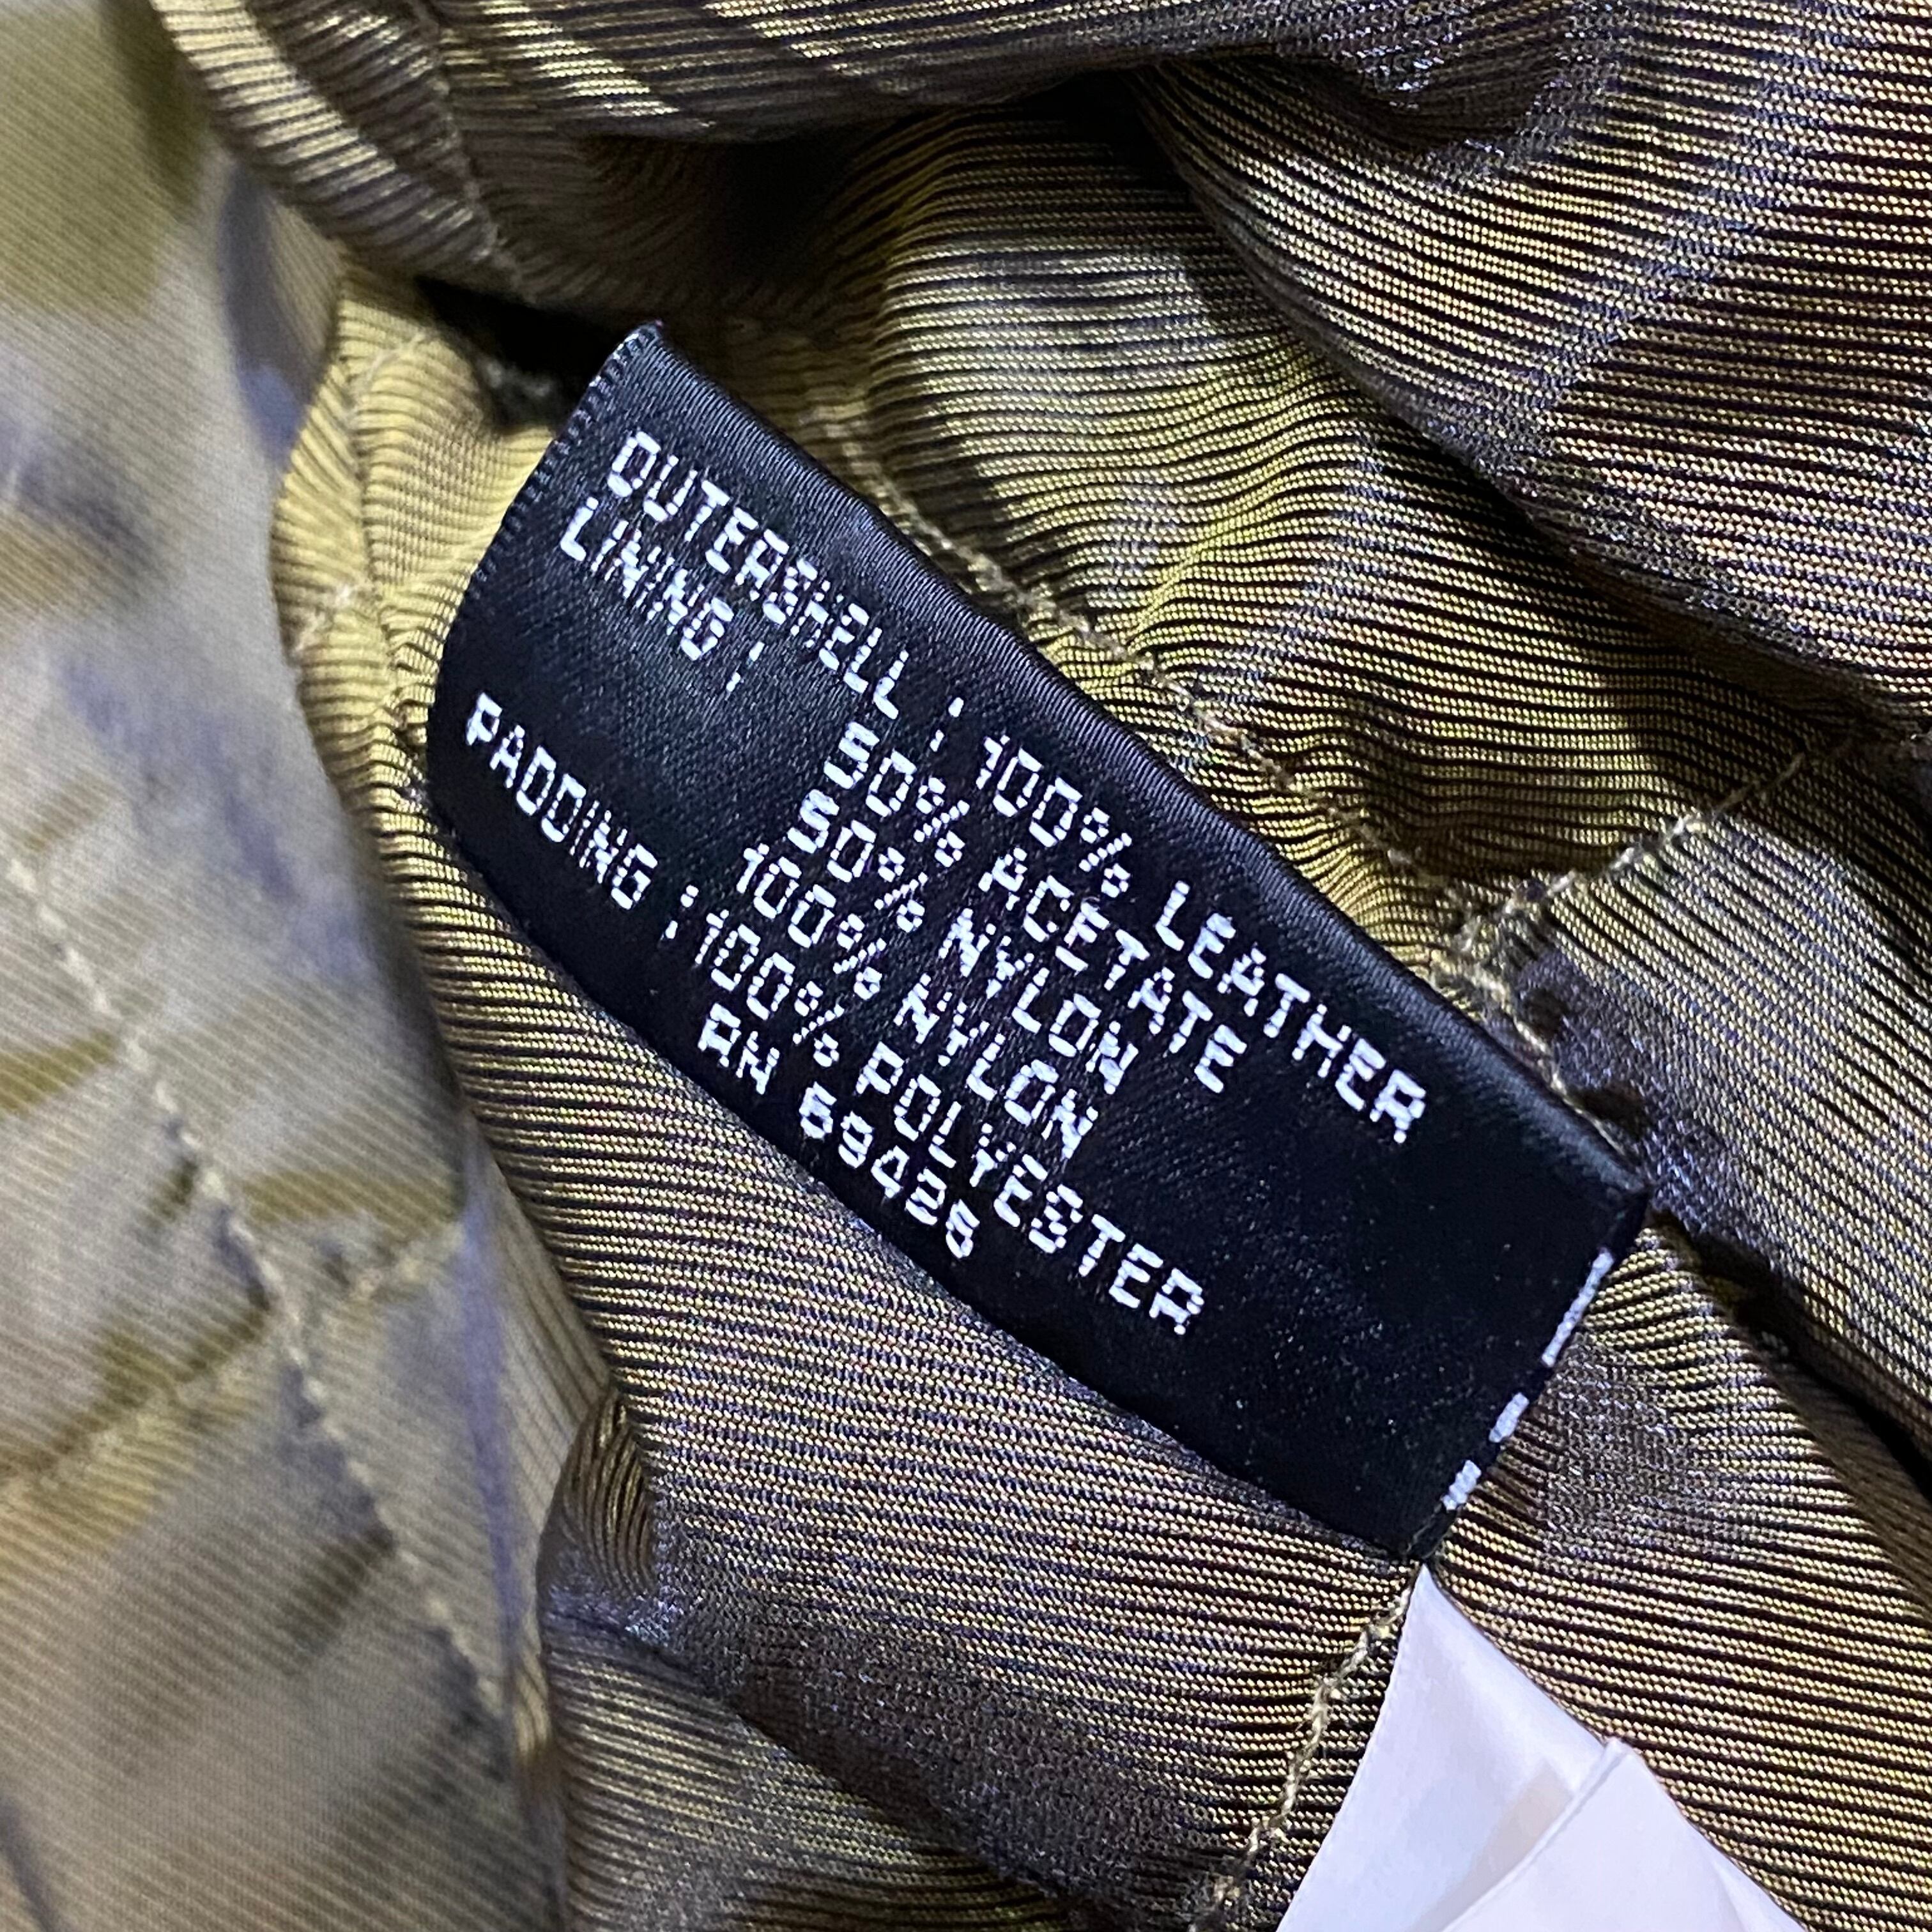 OUTERSHELL : 100% LEATHER
LINING : 50% ACETATE
50% NYLON
100% NYLON
PADDING : 100% POLYESTER
RN 69426